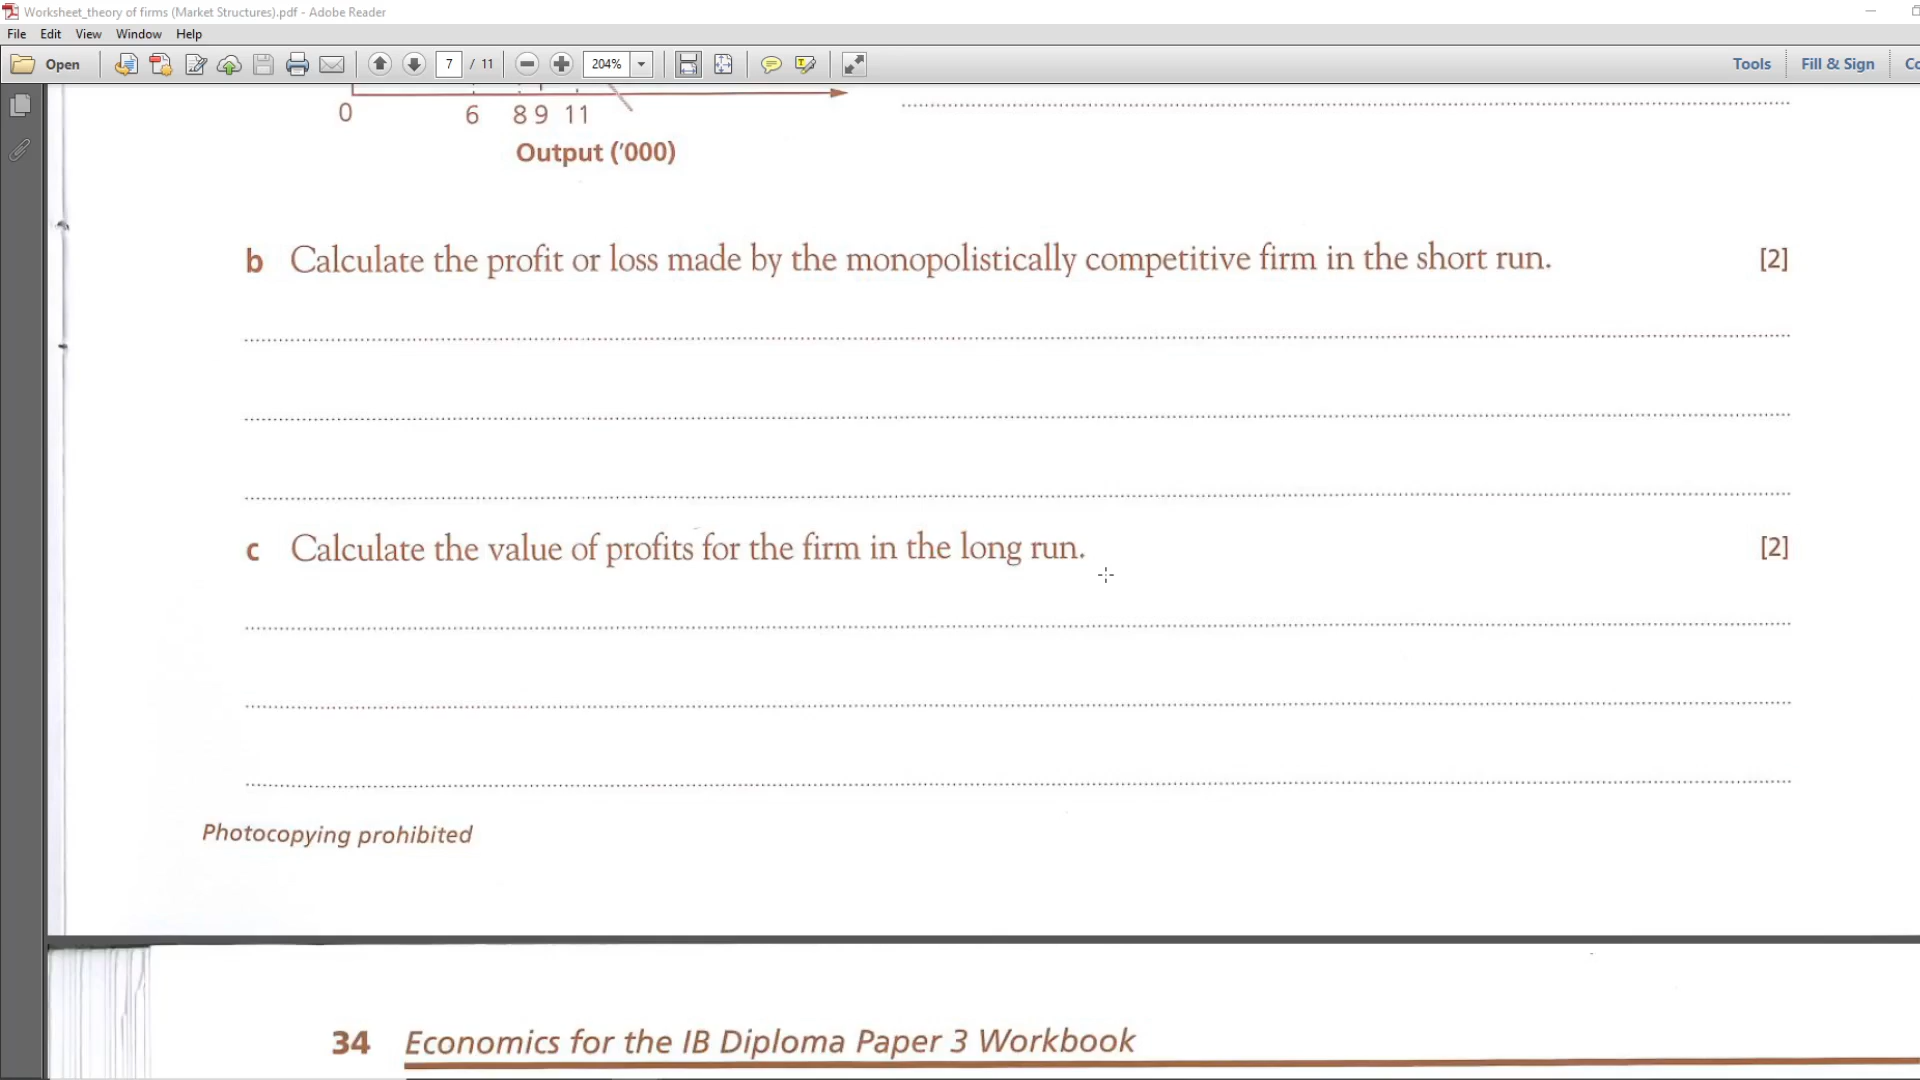 Worksheet_theory of firms (Market Structures).pdf - Adobe Reader
File Edit View Window Help
Open 7 / 11 204% Tools Fill & Sign Co
0 6 8 9 11
Output ('000)
b Calculate the profit or loss made by the monopolistically competitive firm in the short run. [2]
c Calculate the value of profits for the firm in the long run. [2]
Photocopying prohibited
34 Economics for the IB Diploma Paper 3 Workbook